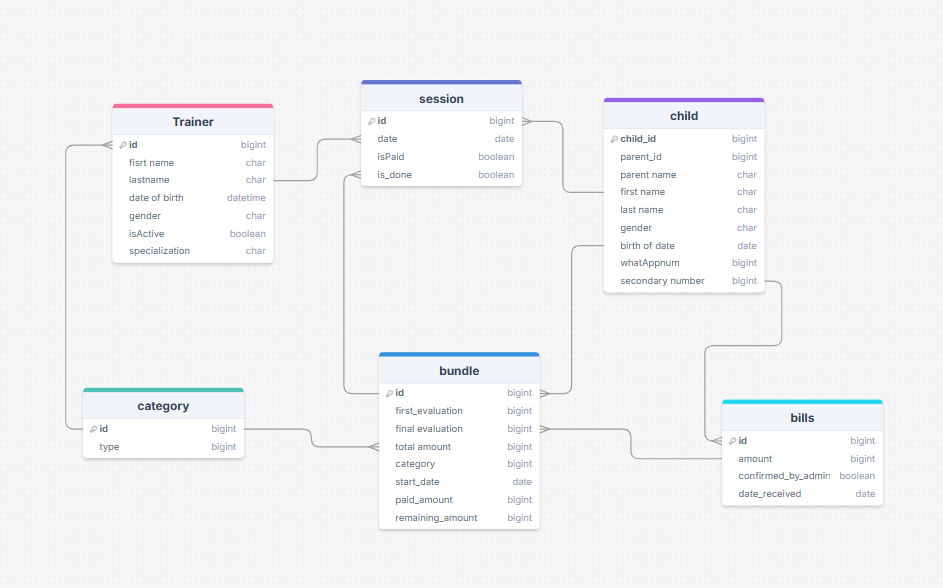 Trainer
id bigint
fisrt name char
lastname char
date of birth datetime
gender char
isActive boolean
specialization char
session
id bigint
date date
isPaid boolean
is_done boolean
child
child_id bigint
parent_id bigint
parent name char
first name char
last name char
gender char
birth of date date
whatAppnum bigint
secondary number bigint
category
id bigint
type bigint
bundle
id bigint
first_evaluation bigint
final evaluation bigint
total amount bigint
category bigint
start_date date
paid_amount bigint
remaining_amount bigint
bills
id bigint
amount bigint
confirmed_by_admin boolean
date_received date